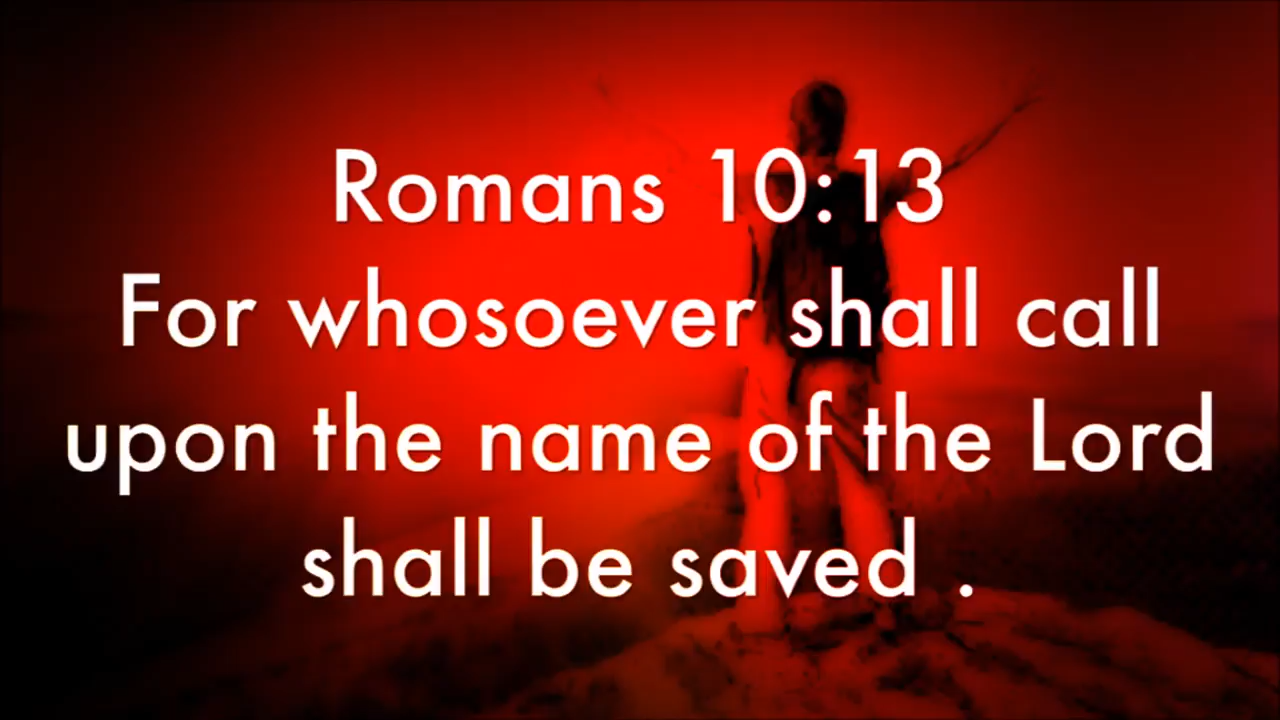 Romans 10:13
For whosoever shall call
upon the name of the Lord
shall be saved .